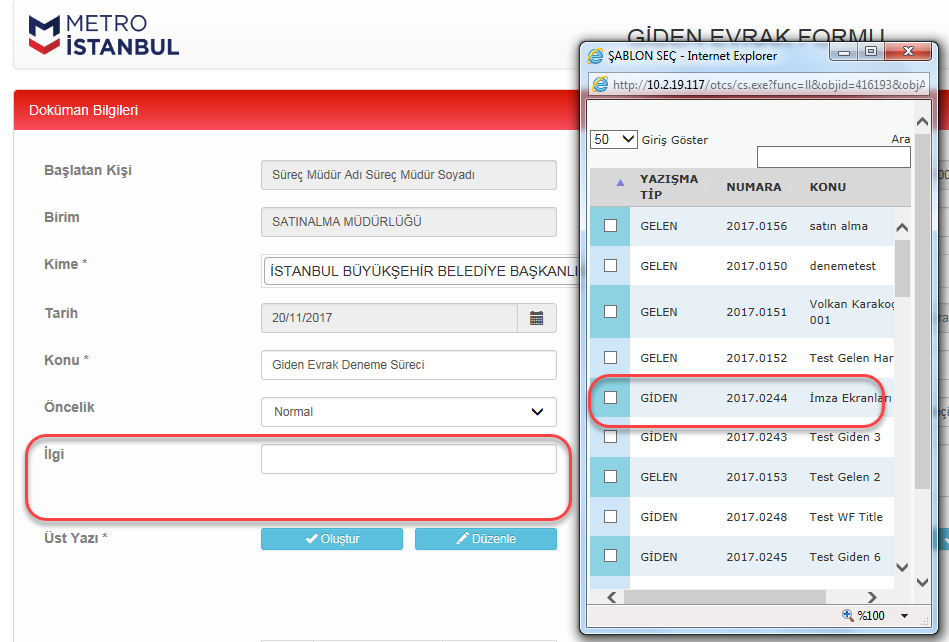 METRO
İSTANBUL
GİDEN EVRAK FORMU
Doküman Bilgileri
Başlatan Kişi
Süreç Müdür Adı Süreç Müdür Soyadı
Birim
SATINALMA MÜDÜRLÜĞÜ
Kime *
İSTANBUL BÜYÜKŞEHİR BELEDİYE BAŞKANLI
Tarih
20/11/2017
Konu *
Giden Evrak Deneme Süreci
Öncelik
Normal
İlgi
Üst Yazı *
Oluştur
Düzenle
ŞABLON SEÇ - Internet Explorer
http://10.2.19.117/otcs/cs.exe?func=ll&objid=416193&objA
50 Giriş Göster
Ara
YAZIŞMA TİP NUMARA KONU
GELEN 2017.0156 satın alma
GELEN 2017.0150 denemetest
GELEN 2017.0151 Volkan Karakoç 001
GELEN 2017.0152 Test Gelen Har
GİDEN 2017.0244 İmza Ekranları
GİDEN 2017.0243 Test Giden 3
GELEN 2017.0153 Test Gelen 2
GİDEN 2017.0248 Test WF Title
GİDEN 2017.0245 Test Giden 6
%100